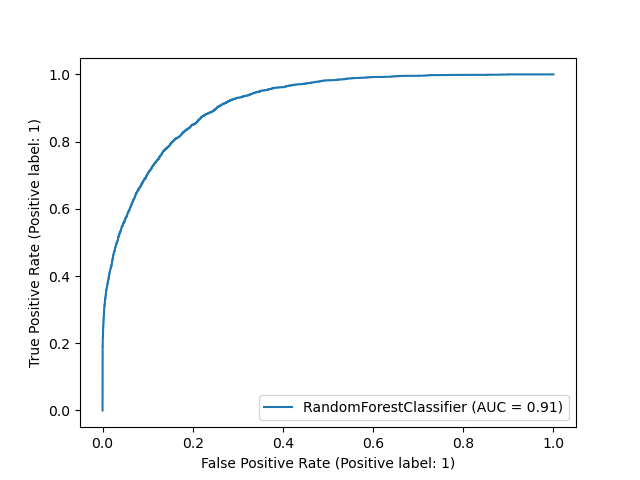 1.0
0.8
0.6
0.4
0.2
0.0
True Positive Rate (Positive label: 1)
RandomForestClassifier (AUC = 0.91)
0.0 0.2 0.4 0.6 0.8 1.0
False Positive Rate (Positive label: 1)